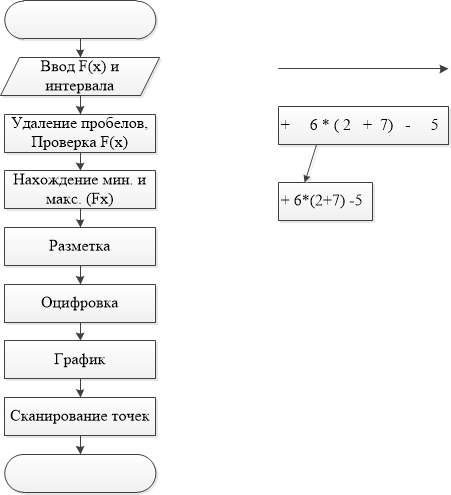 Ввод F(x) и
интервала
Удаление пробелов,
Проверка F(x)
Нахождение мин. и
макс. (Fx)
Разметка
Оцифровка
График
Сканирование точек
+ 6 * ( 2 + 7) - 5
+ 6*(2+7) -5